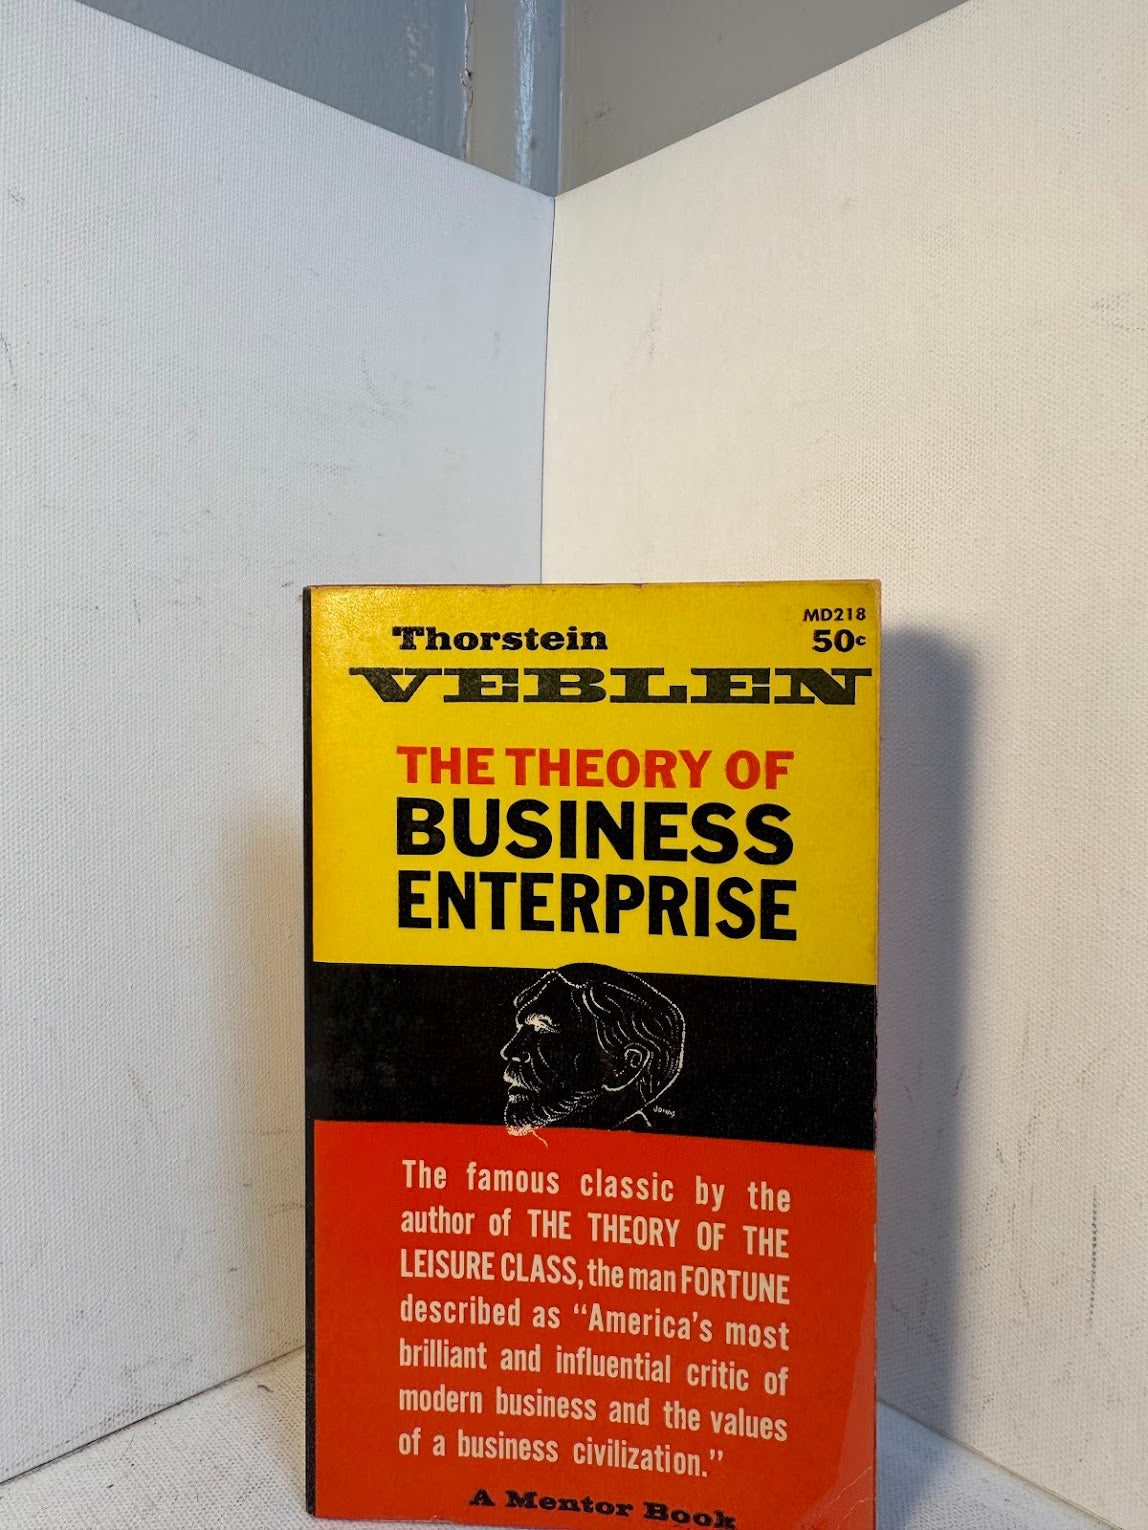 MD218
Thorstein
50c
VEBLEN
THE THEORY OF
BUSINESS
ENTERPRISE
The famous classic by the
author of THE THEORY OF THE
LEISURE CLASS, the man FORTUNE
described as “America’s most
brilliant and influential critic of
modern business and the values
of a business civilization.”
A Mentor Book